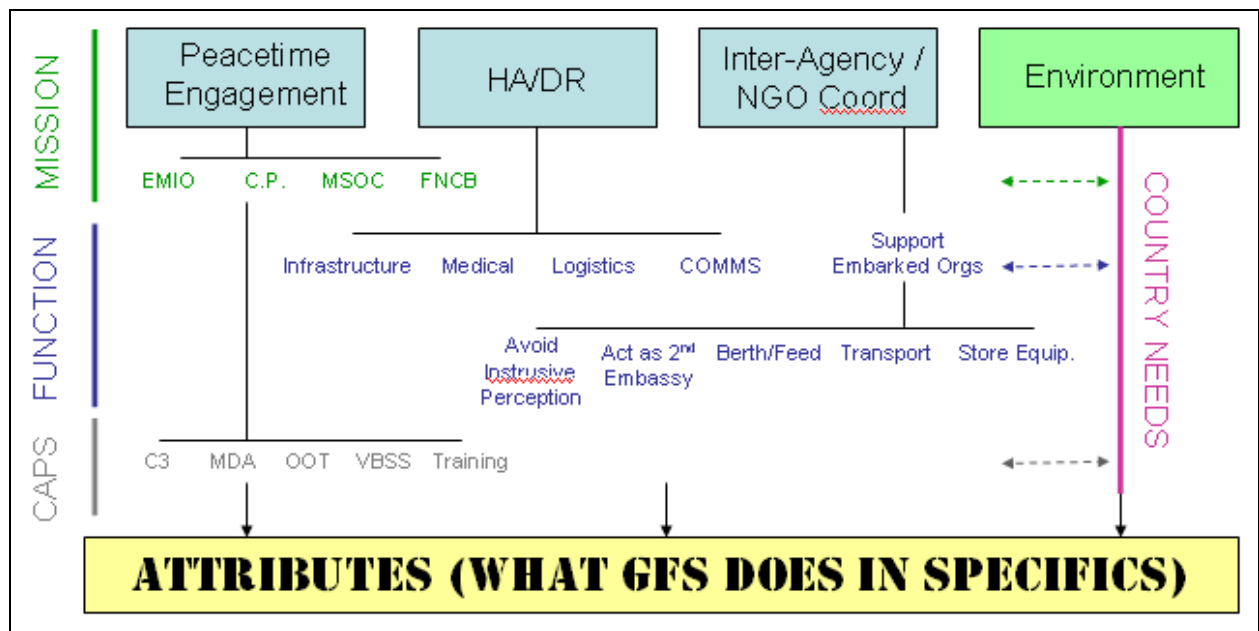 MISSION
Peacetime
Engagement
HA/DR
Inter-Agency /
NGO Coord
Environment
EMIO C.P. MSOC FNCB
COUNTRY NEEDS
FUNCTION
Infrastructure Medical Logistics COMMS
Support
Embarked Orgs
Avoid
Instrusive
Perception
Act as 2nd
Embassy
Berth/Feed
Transport
Store Equip.
CAPS
C3 MDA OOT VBSS Training
ATTRIBUTES (WHAT GFS DOES IN SPECIFICS)